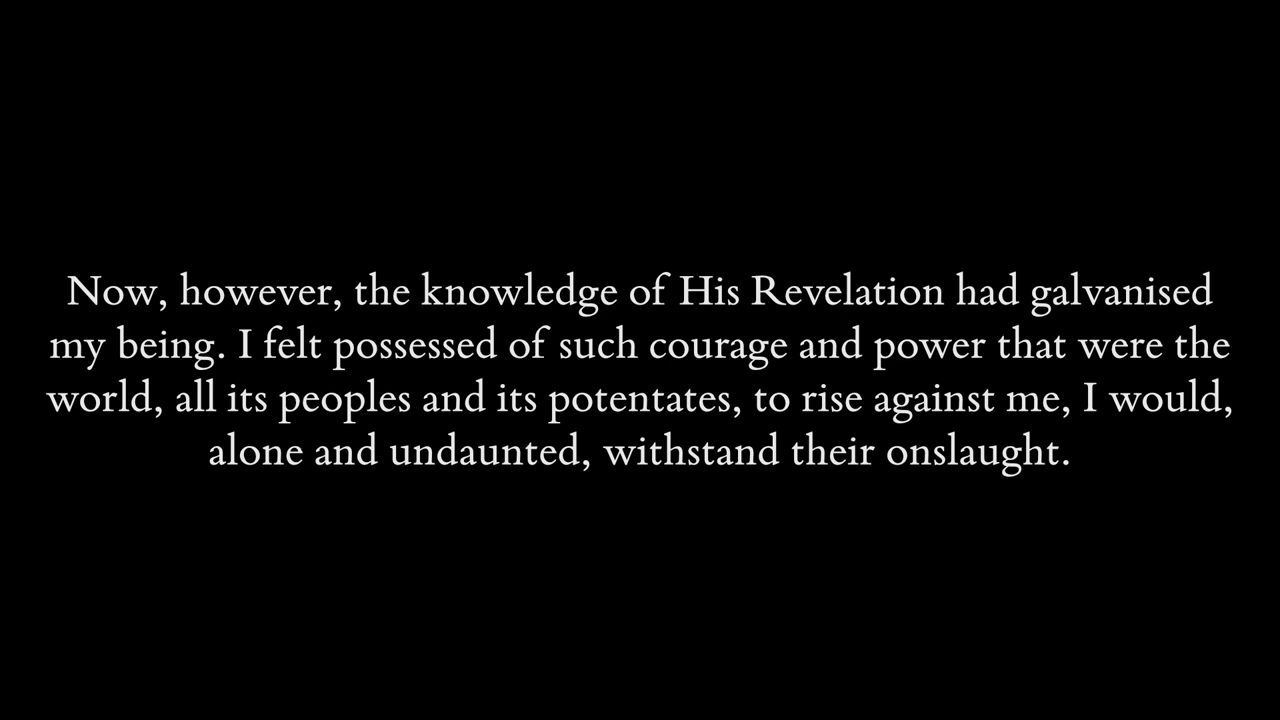 Now, however, the knowledge of His Revelation had galvanised
my being. I felt possessed of such courage and power that were the
world, all its peoples and its potentates, to rise against me, I would,
alone and undaunted, withstand their onslaught.